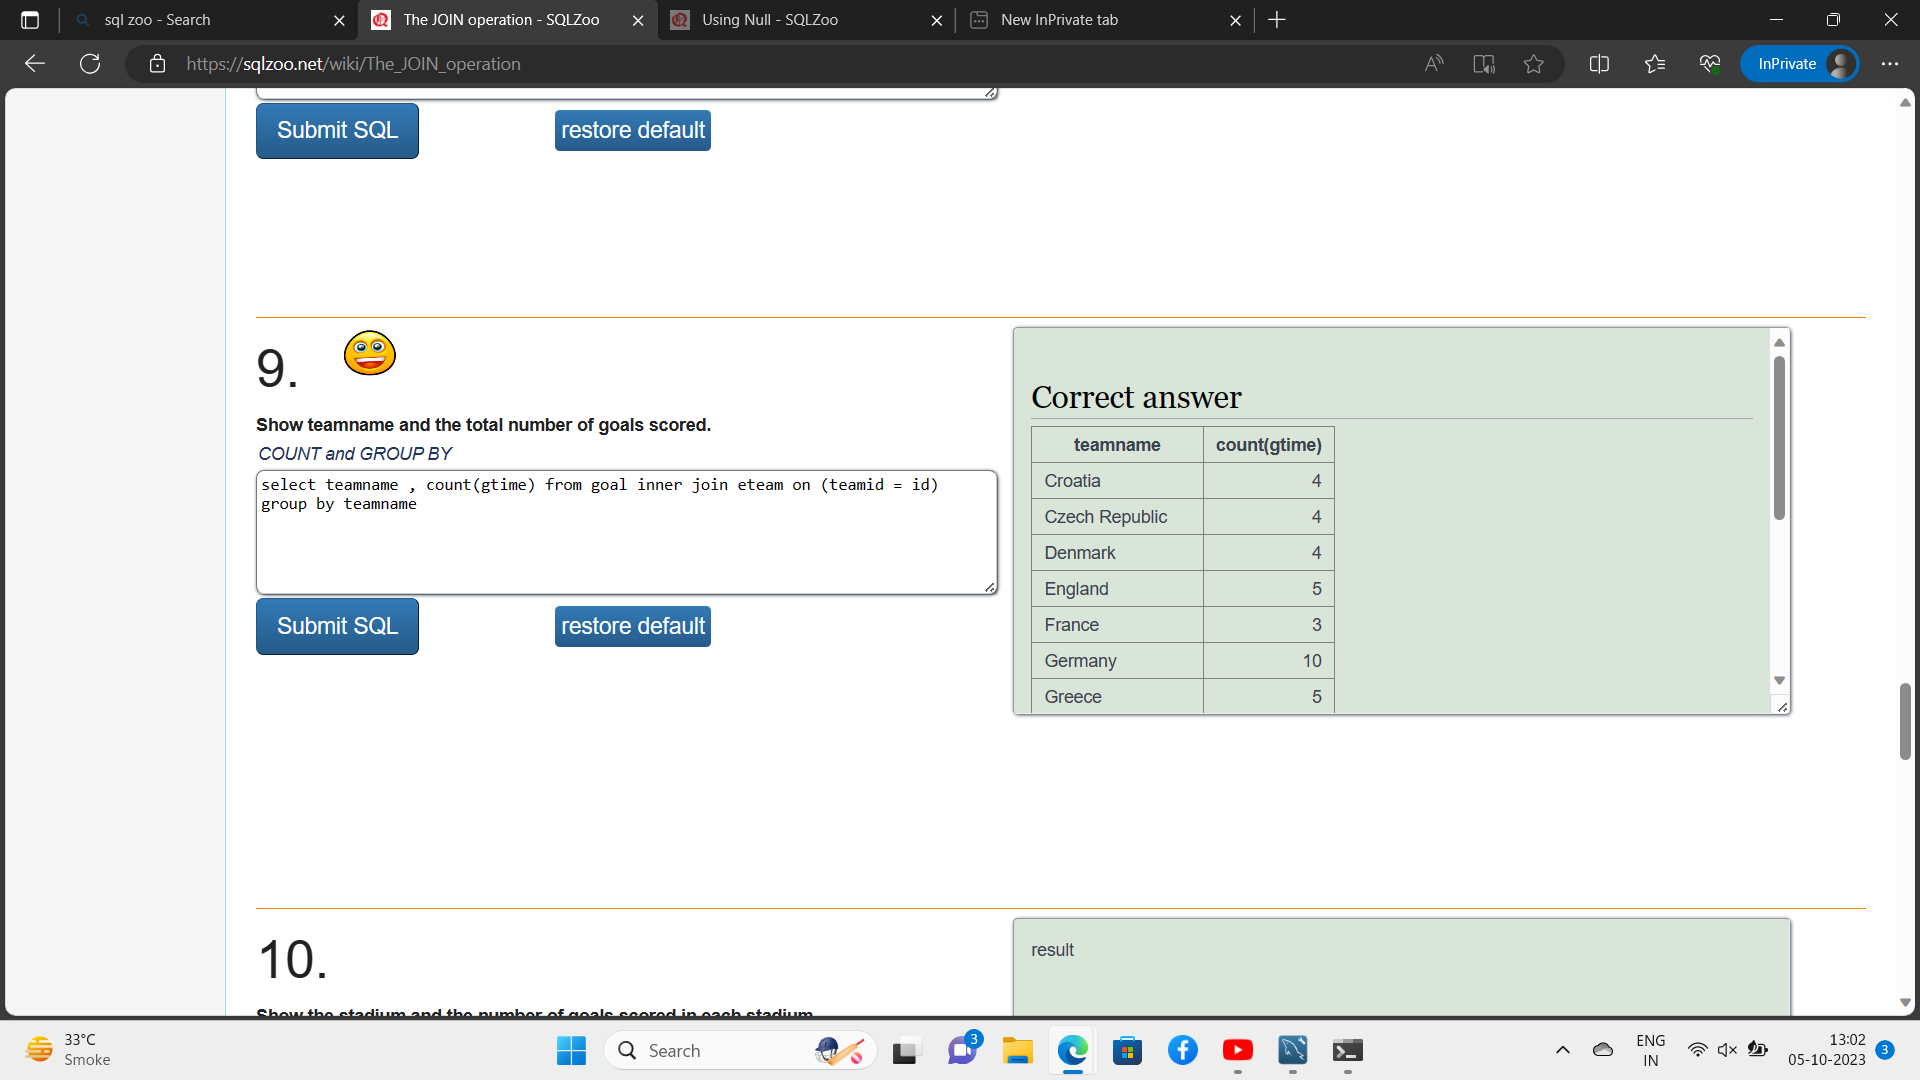 sql zoo - Search
The JOIN operation - SQLZoo
Using Null - SQLZoo
New InPrivate tab
https://sqlzoo.net/wiki/The_JOIN_operation
InPrivate
Submit SQL
restore default
9.
Show teamname and the total number of goals scored.
COUNT and GROUP BY
select teamname , count(gtime) from goal inner join eteam on (teamid = id)
group by teamname
Submit SQL
restore default
Correct answer
teamname count(gtime)
Croatia 4
Czech Republic 4
Denmark 4
England 5
France 3
Germany 10
Greece 5
10.
Show the stadium and the number of goals scored in each stadium.
result
33°C
Smoke
Search
3
ENG
IN
13:02
05-10-2023
3